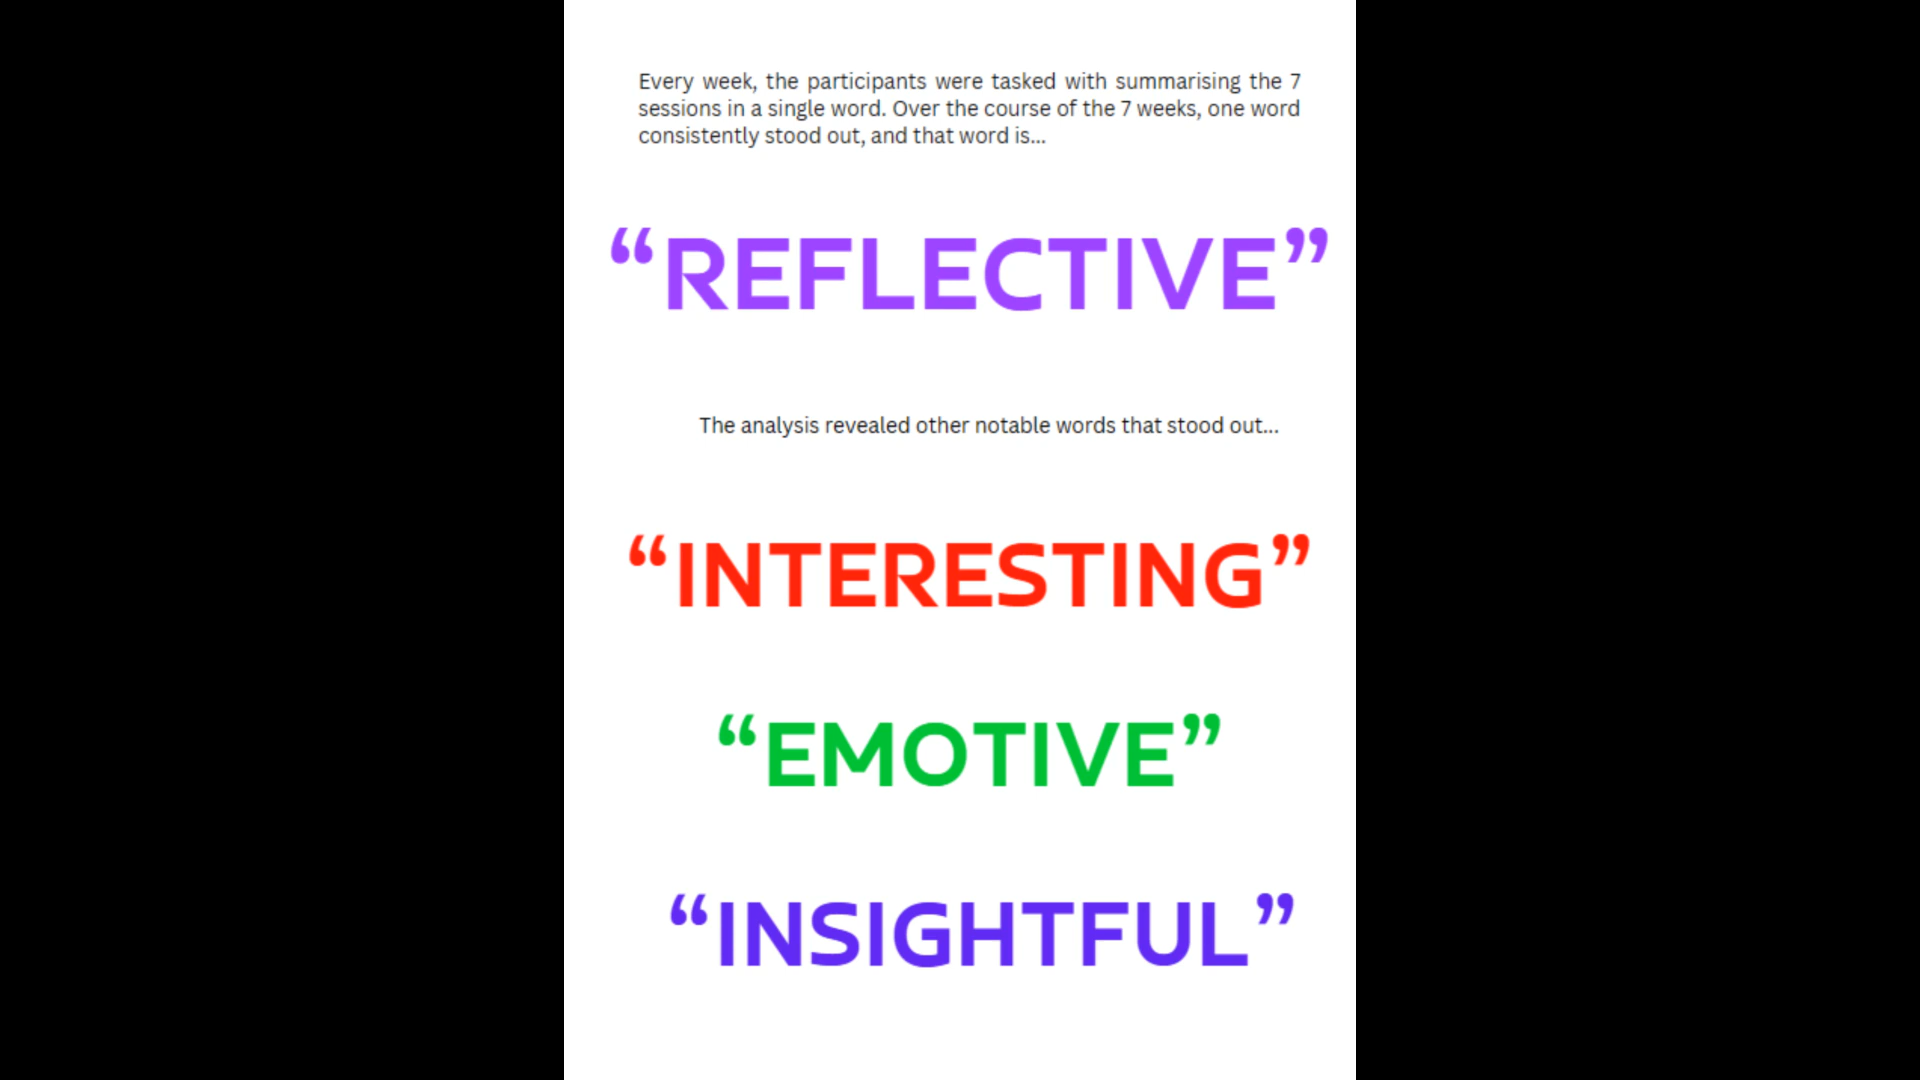 Every week, the participants were tasked with summarising the 7
sessions in a single word. Over the course of the 7 weeks, one word
consistently stood out, and that word is...
“REFLECTIVE”
The analysis revealed other notable words that stood out...
“INTERESTING”
“EMOTIVE”
“INSIGHTFUL”